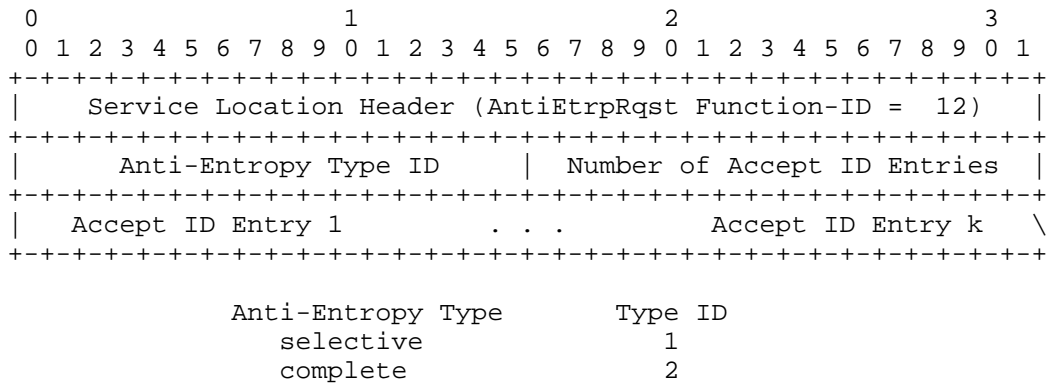 0                   1                   2                   3
 0 1 2 3 4 5 6 7 8 9 0 1 2 3 4 5 6 7 8 9 0 1 2 3 4 5 6 7 8 9 0 1
+-+-+-+-+-+-+-+-+-+-+-+-+-+-+-+-+-+-+-+-+-+-+-+-+-+-+-+-+-+-+-+-+
|    Service Location Header (AntiEtrpRqst Function-ID =  12)   |
+-+-+-+-+-+-+-+-+-+-+-+-+-+-+-+-+-+-+-+-+-+-+-+-+-+-+-+-+-+-+-+-+
|      Anti-Entropy Type ID     |  Number of Accept ID Entries  |
+-+-+-+-+-+-+-+-+-+-+-+-+-+-+-+-+-+-+-+-+-+-+-+-+-+-+-+-+-+-+-+-+
|   Accept ID Entry 1         . . .         Accept ID Entry k   \
+-+-+-+-+-+-+-+-+-+-+-+-+-+-+-+-+-+-+-+-+-+-+-+-+-+-+-+-+-+-+-+-+
              Anti-Entropy Type       Type ID
                 selective               1
                 complete                2